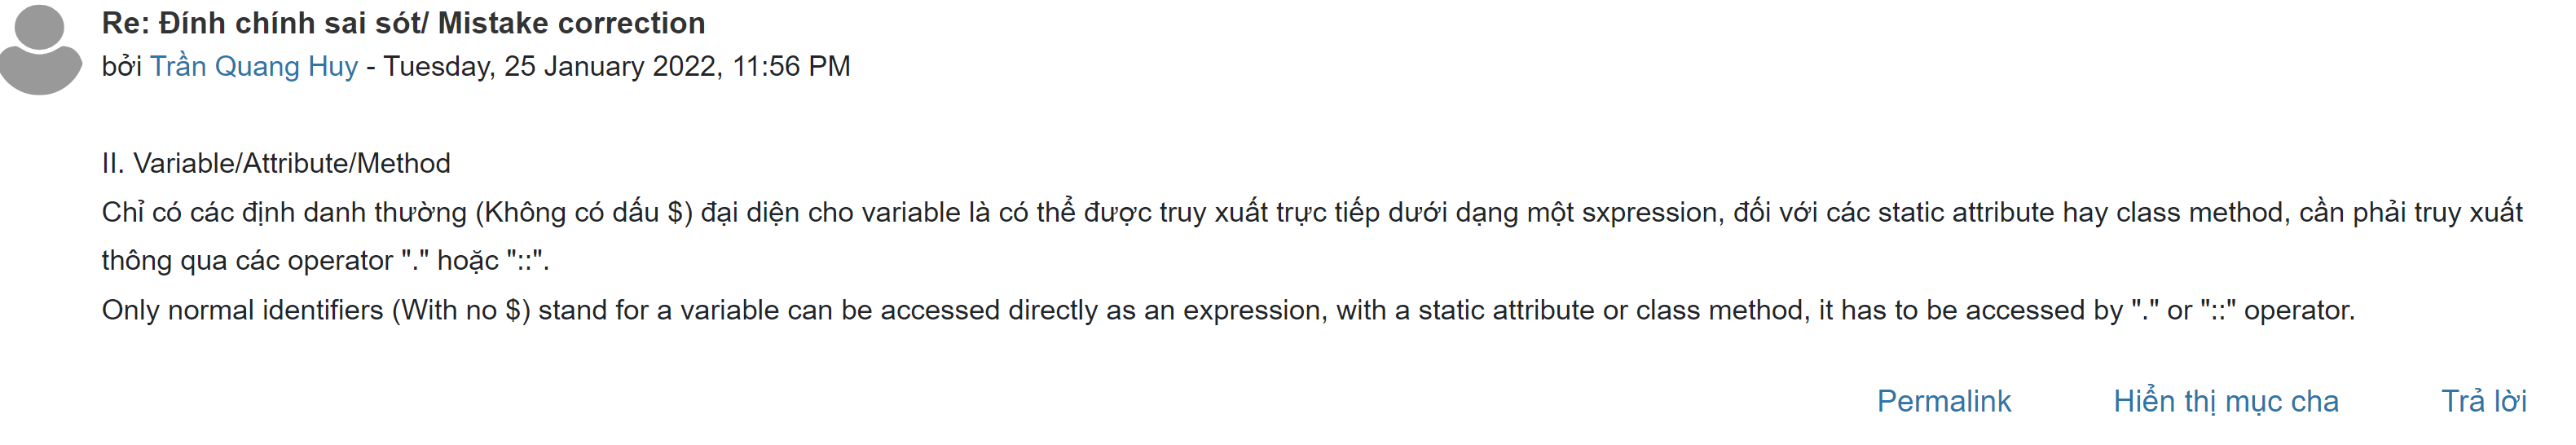 Re: Đính chính sai sót/ Mistake correction
bởi Trần Quang Huy - Tuesday, 25 January 2022, 11:56 PM
II. Variable/Attribute/Method
Chỉ có các định danh thường (Không có dấu $) đại diện cho variable là có thể được truy xuất trực tiếp dưới dạng một sxpression, đối với các static attribute hay class method, cần phải truy xuất
thông qua các operator "." hoặc "::".
Only normal identifiers (With no $) stand for a variable can be accessed directly as an expression, with a static attribute or class method, it has to be accessed by "." or "::" operator.
Permalink Hiển thị mục cha Trả lời